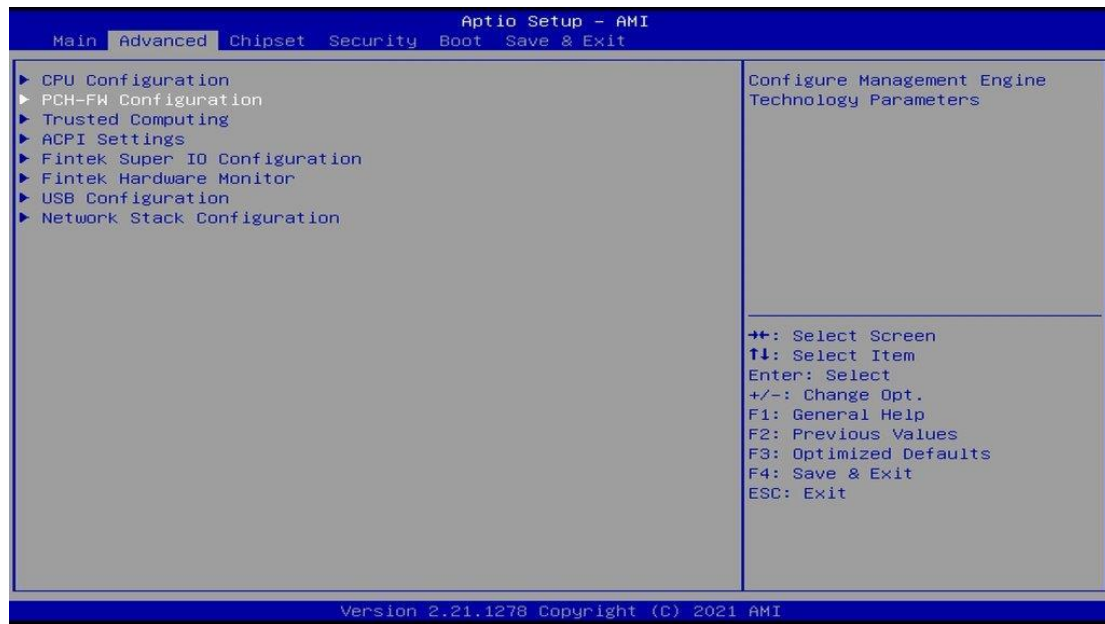 Aptio Setup – AMI
Main Advanced Chipset Security Boot Save & Exit
▶ CPU Configuration
▶ PCH-FW Configuration
▶ Trusted Computing
▶ ACPI Settings
▶ Fintek Super IO Configuration
▶ Fintek Hardware Monitor
▶ USB Configuration
▶ Network Stack Configuration
Configure Management Engine
Technology Parameters
→←: Select Screen
↑↓: Select Item
Enter: Select
+/-: Change Opt.
F1: General Help
F2: Previous Values
F3: Optimized Defaults
F4: Save & Exit
ESC: Exit
Version 2.21.1278 Copyright (C) 2021 AMI